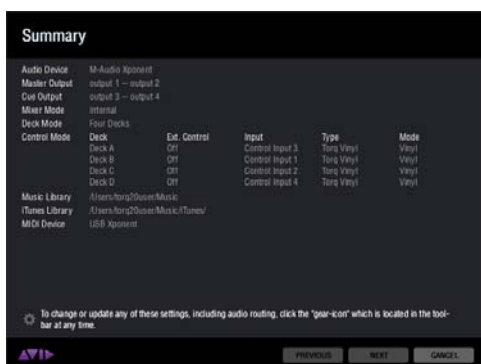 Summary
Audio Device M-Audio Xponent
Master Output output 1 -- output 2
Cue Output output 3 -- output 4
Mixer Mode Internal
Deck Mode Four Decks
Control Mode Deck Ext. Control Input Type Mode
Deck A Off Control Input 3 Torq Vinyl Vinyl
Deck B Off Control Input 1 Torq Vinyl Vinyl
Deck C Off Control Input 2 Torq Vinyl Vinyl
Deck D Off Control Input 4 Torq Vinyl Vinyl
Music Library /Users/torq20user/Music
iTunes Library /Users/torq20user/Music/iTunes/
MIDI Device USB Xponent
To change or update any of these settings, including audio routing, click the "gear-icon" which is located in the tool-
bar at any time.
AVID PREVIOUS NEXT CANCEL